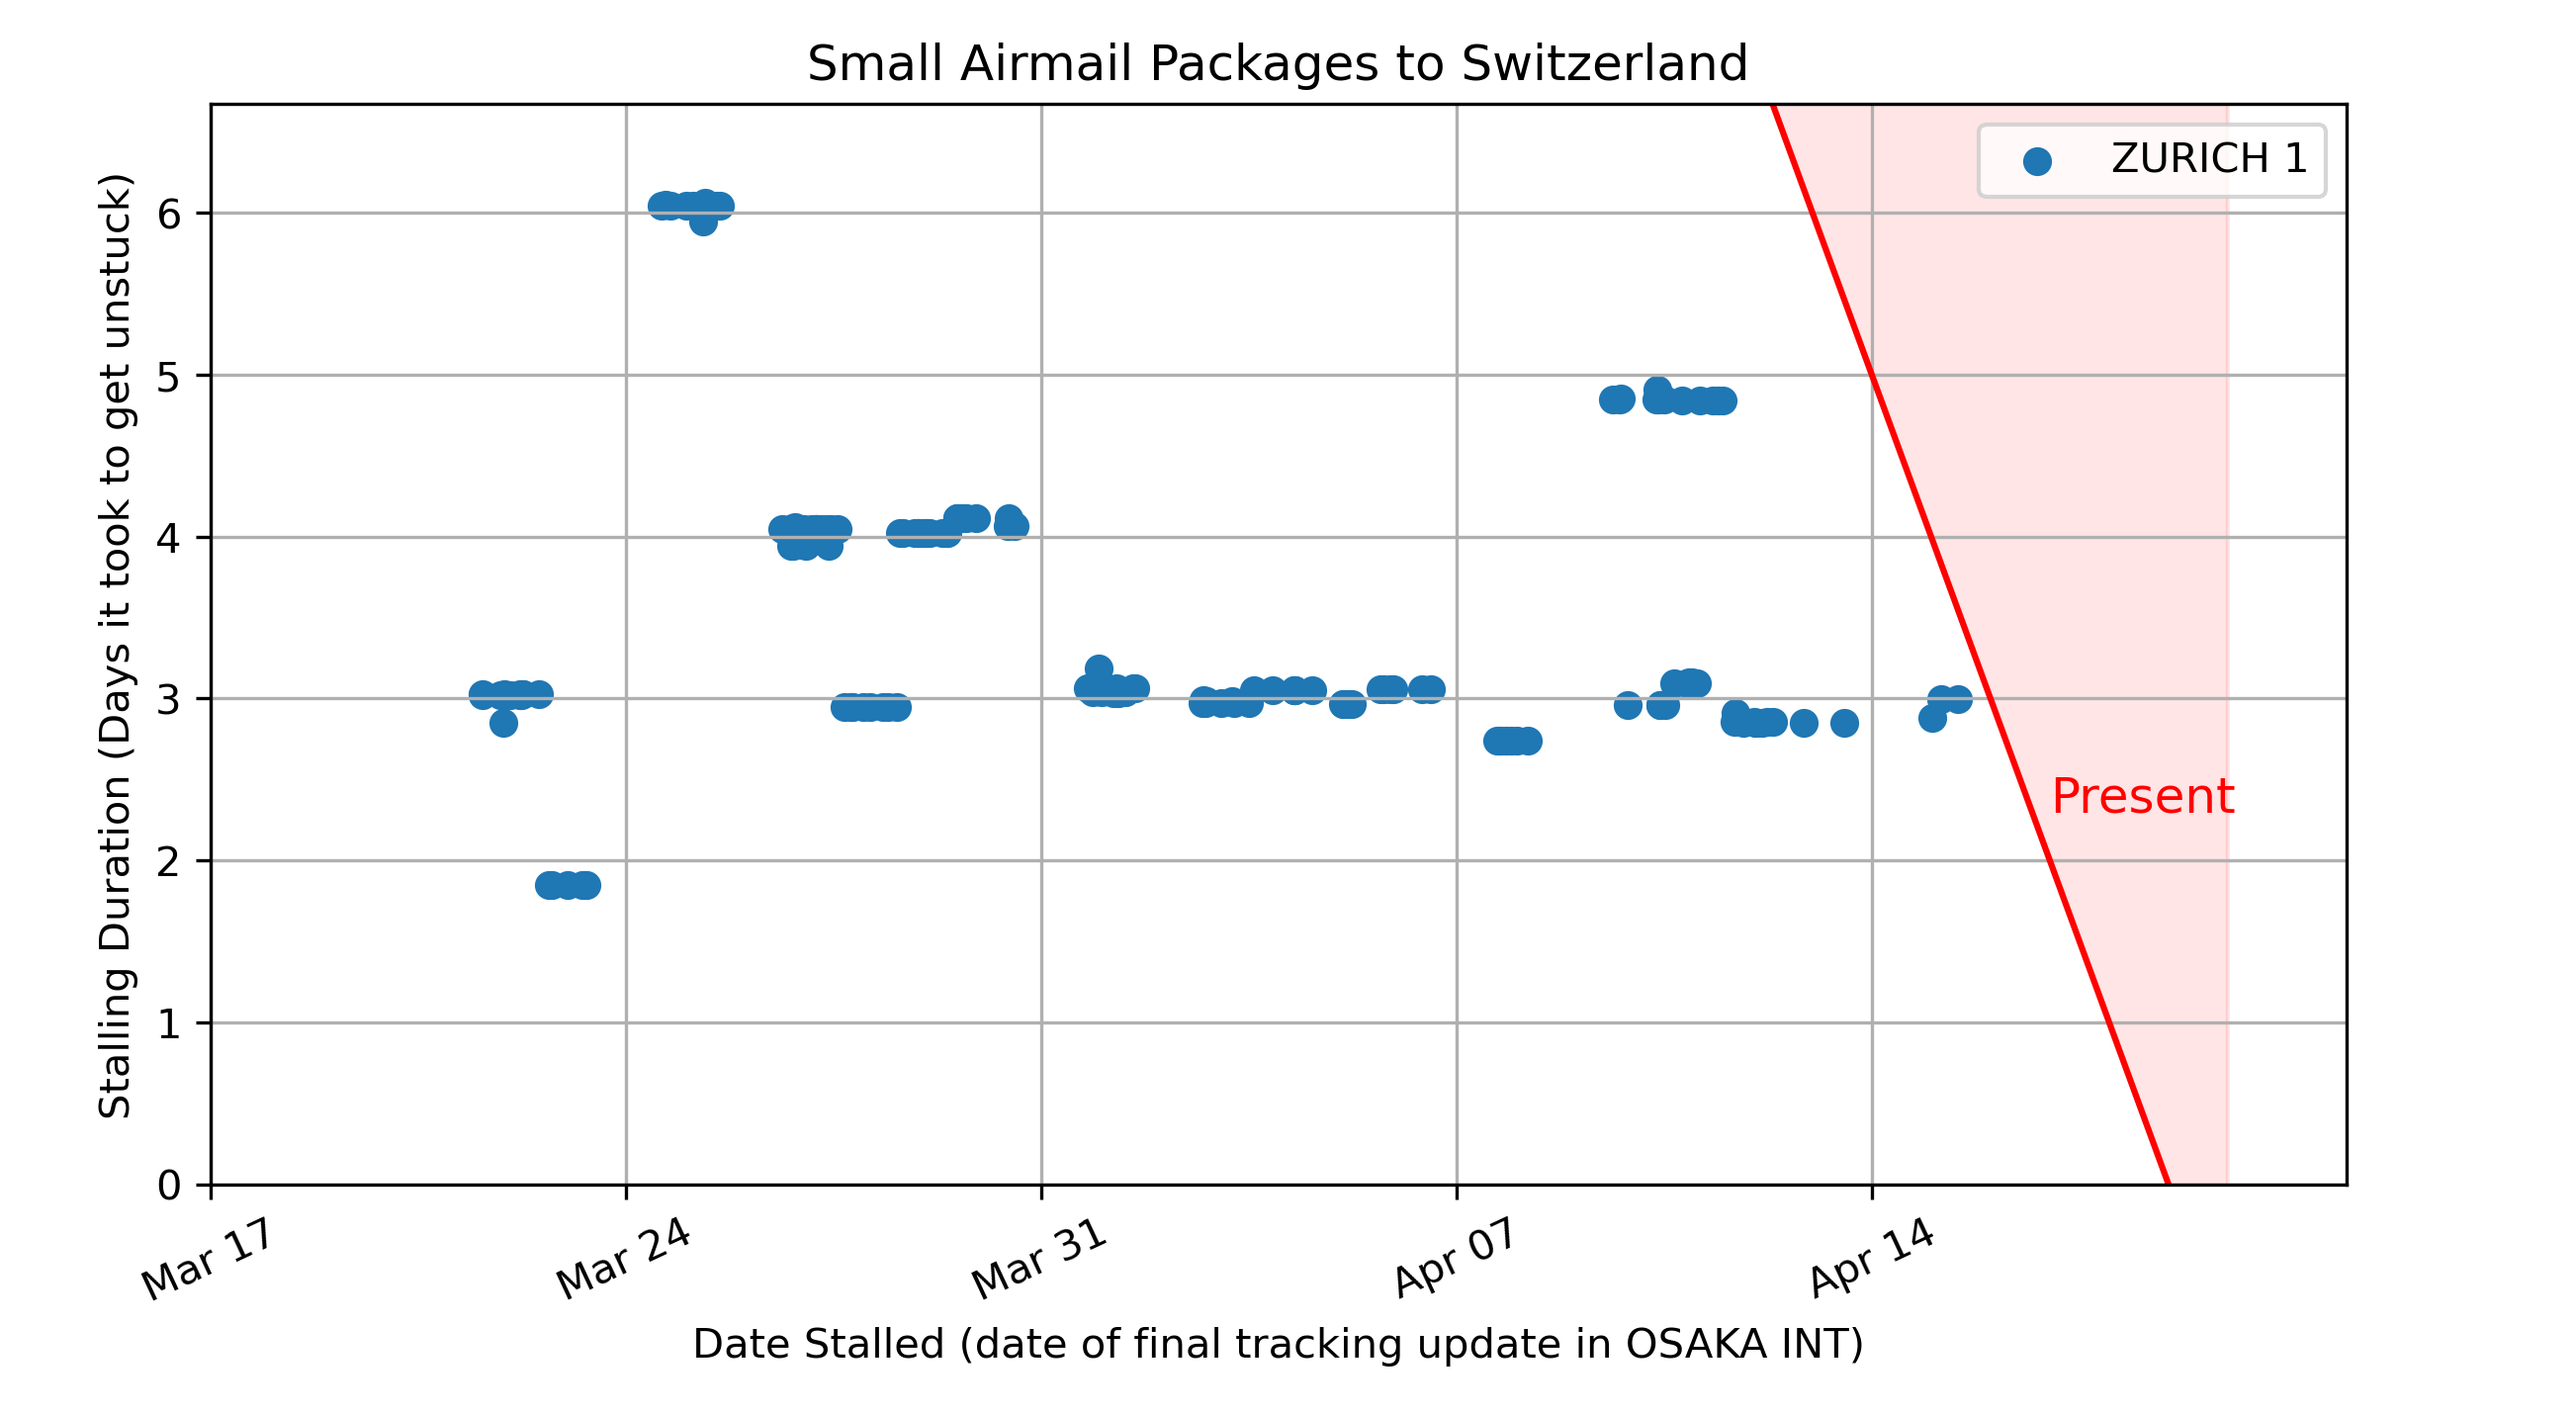 Small Airmail Packages to Switzerland
ZURICH 1
Stalling Duration (Days it took to get unstuck)
6
5
4
3
2
1
0
Present
Mar 17
Mar 24
Mar 31
Apr 07
Apr 14
Date Stalled (date of final tracking update in OSAKA INT)